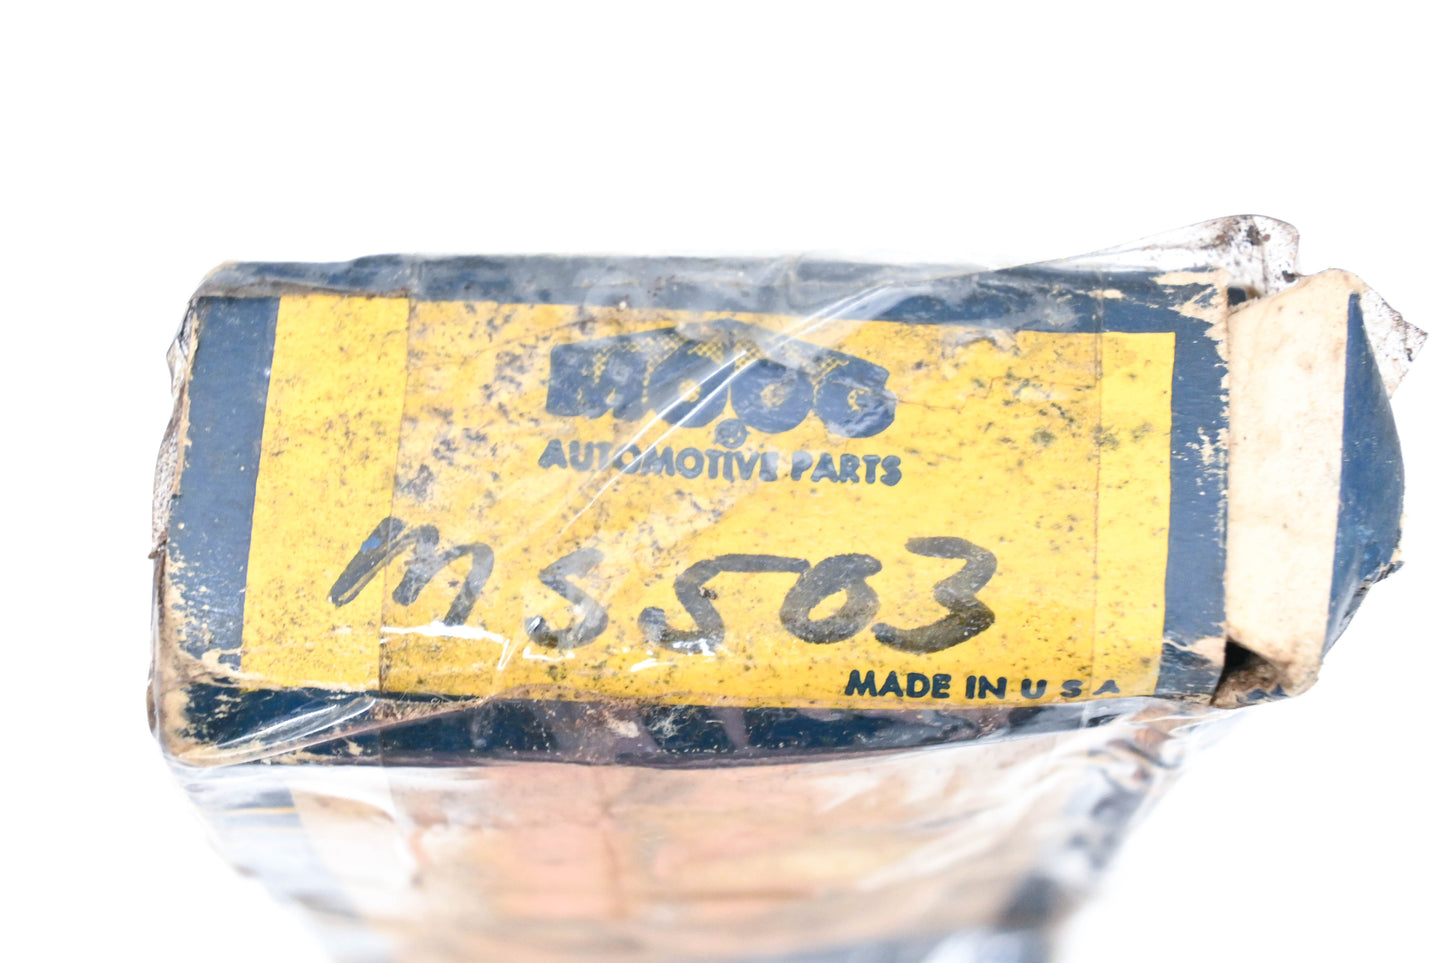 MOOG
AUTOMOTIVE PARTS
MS503
MADE IN U S A